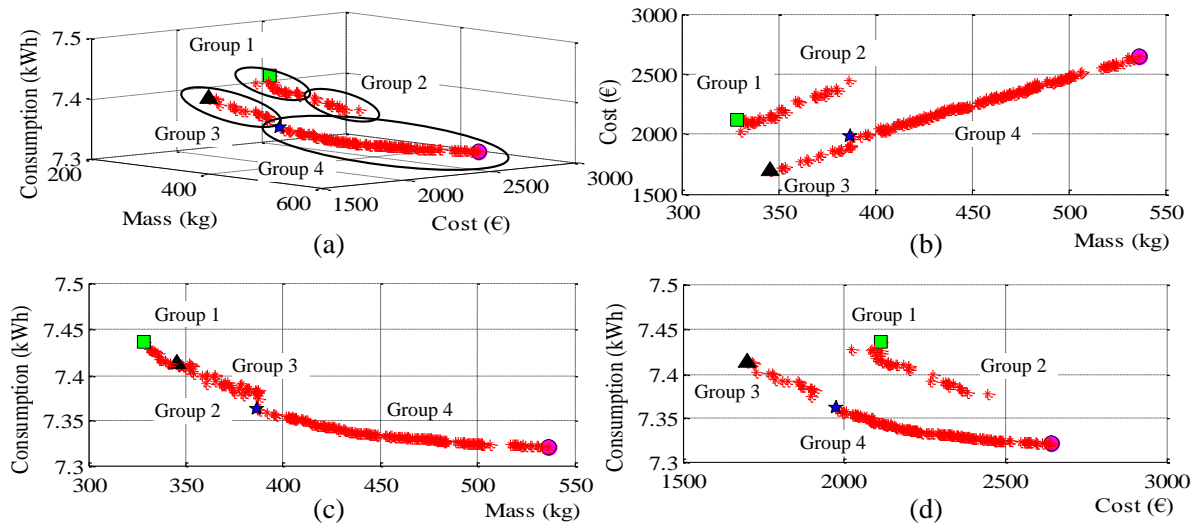 7.5
7.4
7.3
200
400
600
1500
2000
2500
3000
Consumption (kWh)
Mass (kg)
Cost (€)
Group 1
Group 2
Group 3
Group 4
(a)
3000
2500
2000
1500
300
350
400
450
500
550
Cost (€)
Mass (kg)
Group 1
Group 2
Group 3
Group 4
(b)
7.5
7.45
7.4
7.35
7.3
300
350
400
450
500
550
Consumption (kWh)
Mass (kg)
Group 1
Group 3
Group 2
Group 4
(c)
7.5
7.45
7.4
7.35
7.3
1500
2000
2500
3000
Consumption (kWh)
Cost (€)
Group 1
Group 2
Group 3
Group 4
(d)